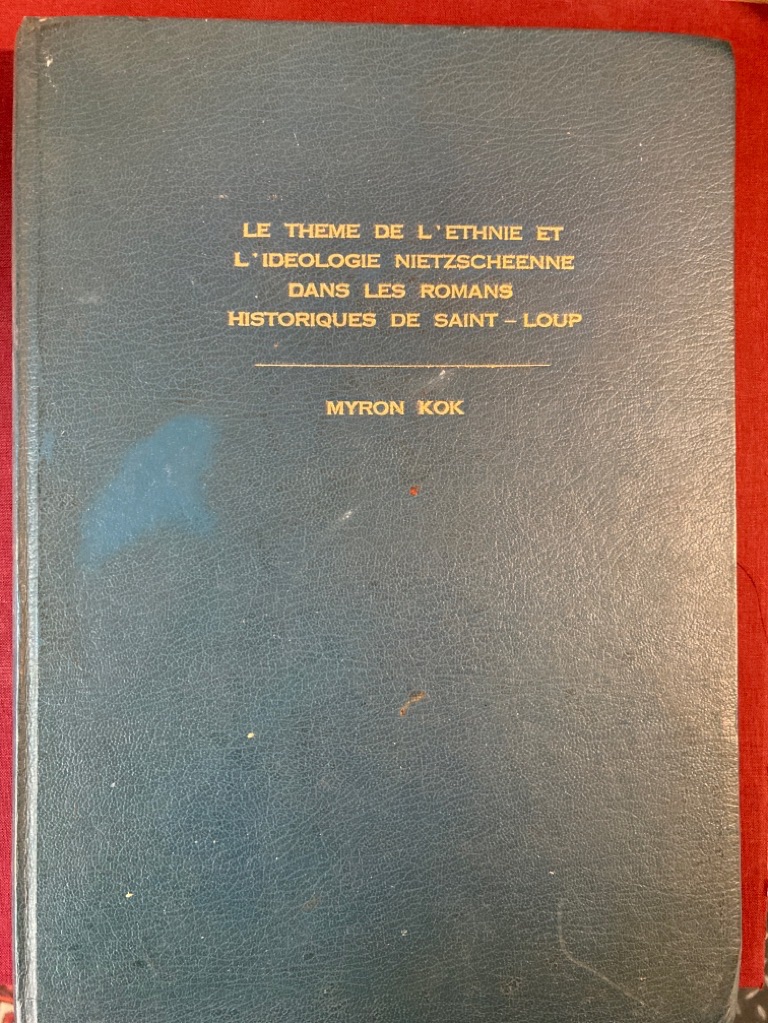 LE THEME DE L'ETHNIE ET
L'IDEOLOGIE NIETZSCHEENNE
DANS LES ROMANS
HISTORIQUES DE SAINT – LOUP
MYRON KOK